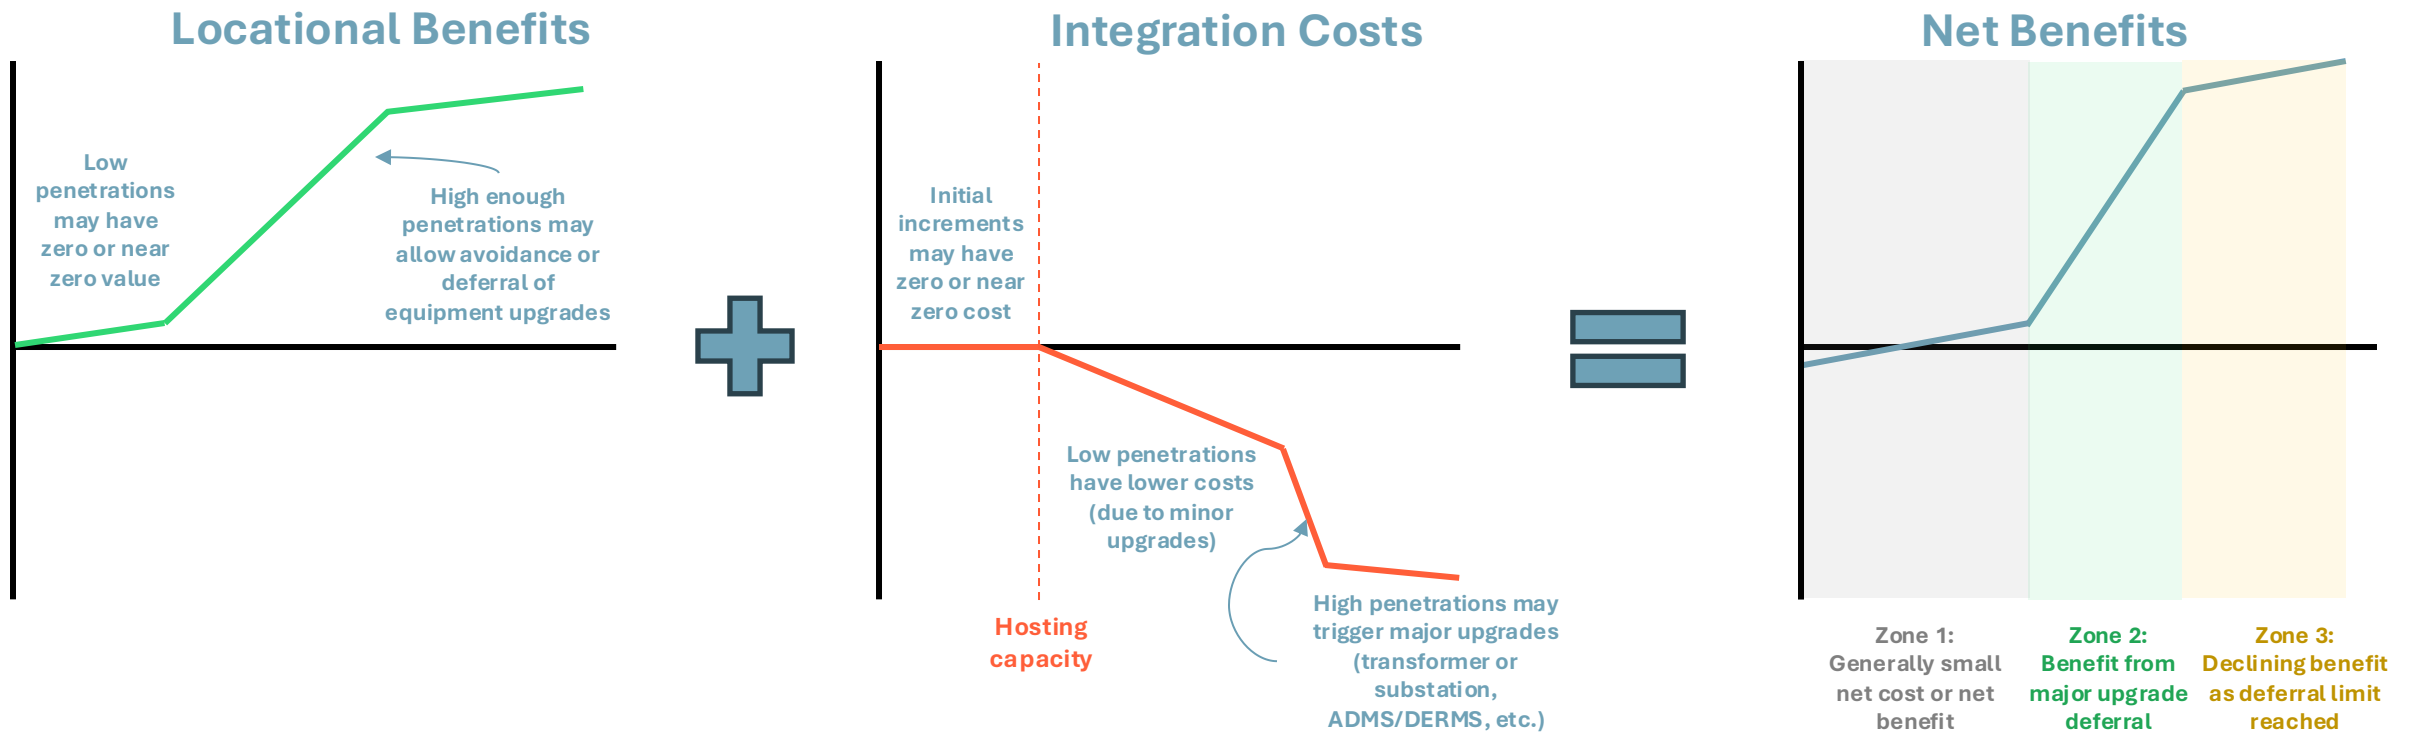 Locational Benefits
Low
penetrations
may have
zero or near
zero value
High enough
penetrations may
allow avoidance or
deferral of
equipment upgrades
Integration Costs
Initial
increments
may have
zero or near
zero cost
Low penetrations
have lower costs
(due to minor
upgrades)
Hosting
capacity
High penetrations may
trigger major upgrades
(transformer or
substation,
ADMS/DERMS, etc.)
Net Benefits
Zone 1:
Generally small
net cost or net
benefit
Zone 2:
Benefit from
major upgrade
deferral
Zone 3:
Declining benefit
as deferral limit
reached